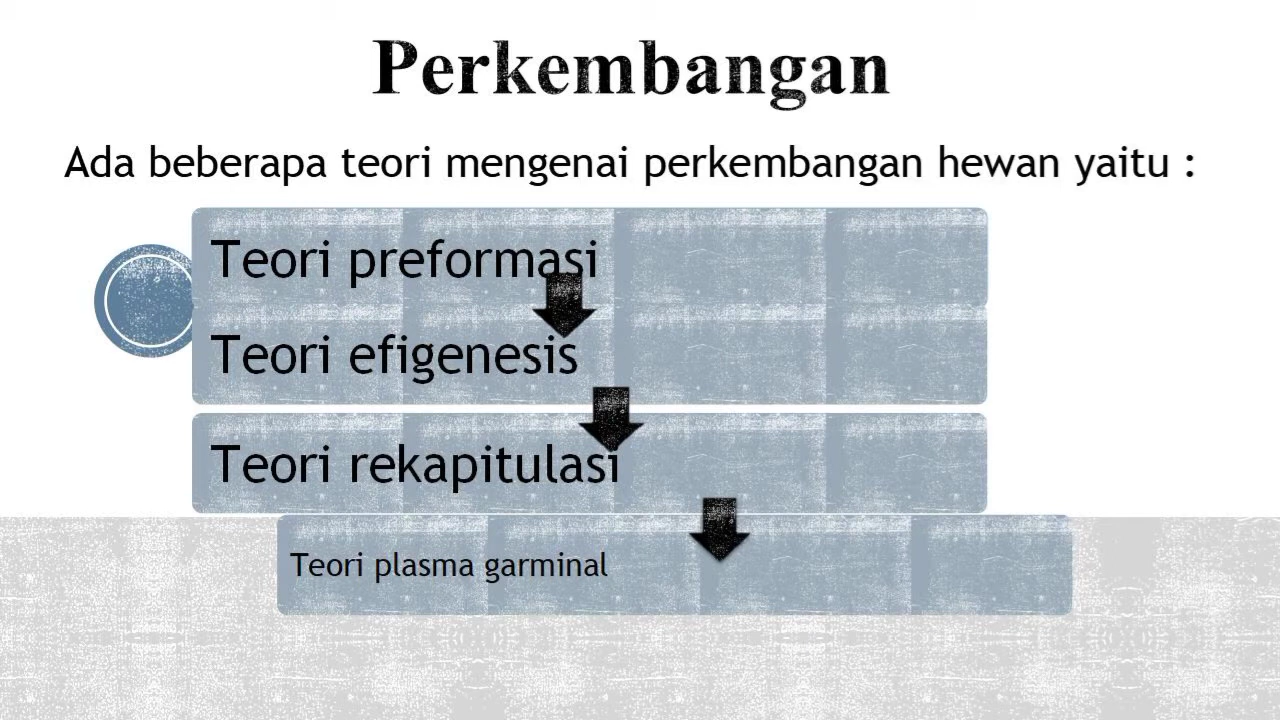 Perkembangan
Ada beberapa teori mengenai perkembangan hewan yaitu :
Teori preformasi
Teori efigenesis
Teori rekapitulasi
Teori plasma garminal